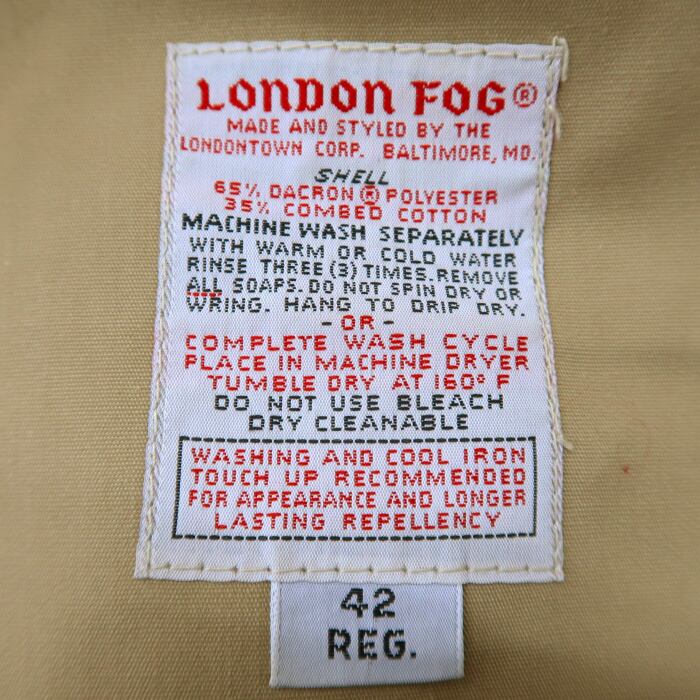 LONDON FOG®
MADE AND STYLED BY THE
LONDONTOWN CORP. BALTIMORE, MD.
SHELL
65% DACRON® POLYESTER
35% COMBED COTTON
MACHINE WASH SEPARATELY
WITH WARM OR COLD WATER
RINSE THREE (3) TIMES. REMOVE
ALL SOAPS. DO NOT SPIN DRY OR
WRING. HANG TO DRIP DRY.
- OR -
COMPLETE WASH CYCLE
PLACE IN MACHINE DRYER
TUMBLE DRY AT 160° F
DO NOT USE BLEACH
DRY CLEANABLE
WASHING AND COOL IRON
TOUCH UP RECOMMENDED
FOR APPEARANCE AND LONGER
LASTING REPELLENCY
42
REG.